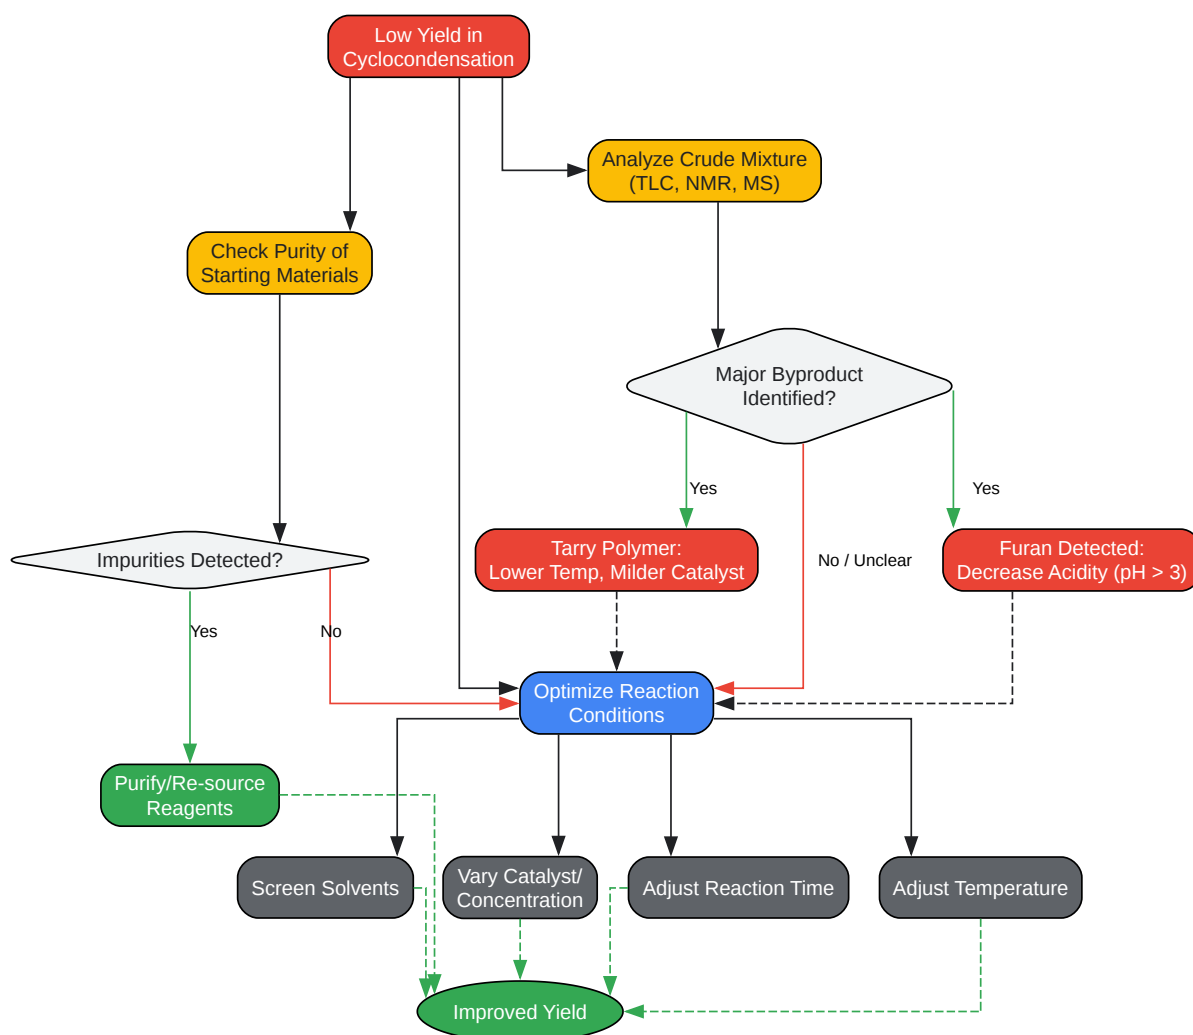 Low Yield in
Cyclocondensation
Analyze Crude Mixture
(TLC, NMR, MS)
Check Purity of
Starting Materials
Major Byproduct
Identified?
Yes
Yes
Tarry Polymer:
Lower Temp, Milder Catalyst
No / Unclear
Furan Detected:
Decrease Acidity (pH > 3)
Impurities Detected?
Yes
No
Optimize Reaction
Conditions
Purify/Re-source
Reagents
Screen Solvents
Vary Catalyst/
Concentration
Adjust Reaction Time
Adjust Temperature
Improved Yield